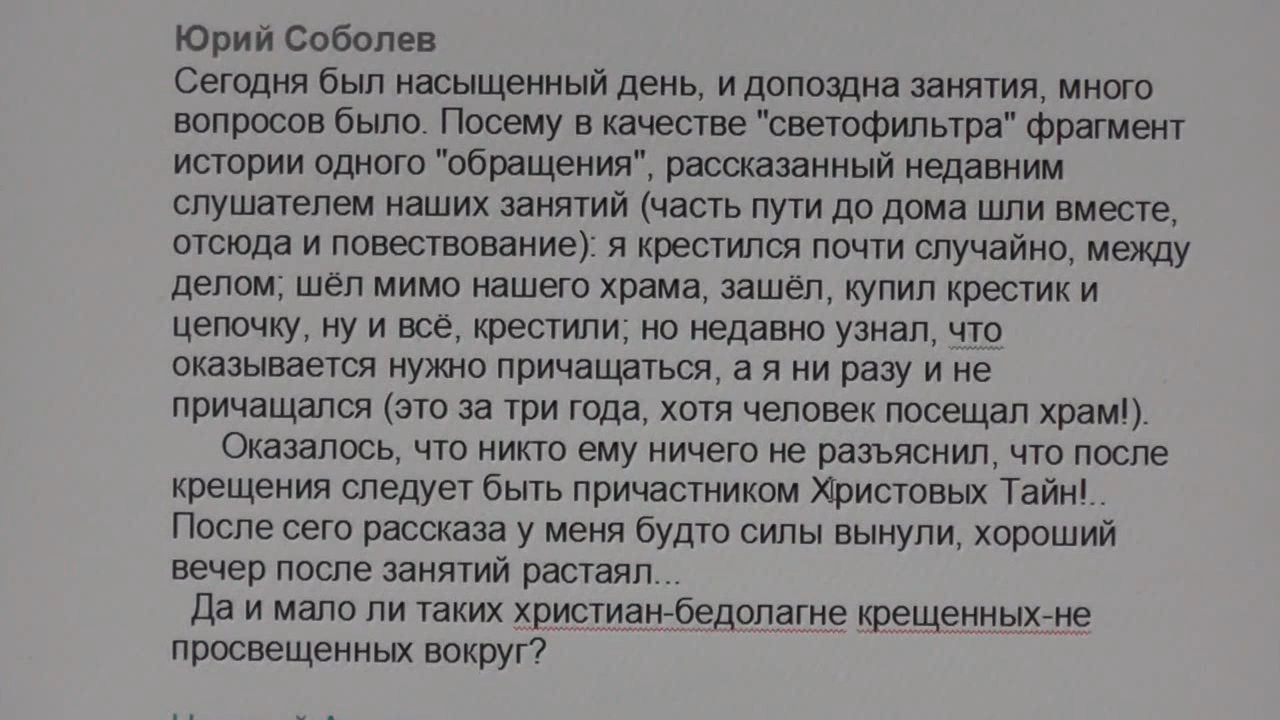 Юрий Соболев
Сегодня был насыщенный день, и допоздна занятия, много
вопросов было. Посему в качестве "светофильтра" фрагмент
истории одного "обращения", рассказанный недавним
слушателем наших занятий (часть пути до дома шли вместе,
отсюда и повествование): я крестился почти случайно, между
делом; шёл мимо нашего храма, зашёл, купил крестик и
цепочку, ну и всё, крестили; но недавно узнал, что
оказывается нужно причащаться, а я ни разу и не
причащался (это за три года, хотя человек посещал храм!).
Оказалось, что никто ему ничего не разъяснил, что после
крещения следует быть причастником Христовых Тайн!..
После сего рассказа у меня будто силы вынули, хороший
вечер после занятий растаял...
Да и мало ли таких христиан-бедолагне крещенных-не
просвещенных вокруг?